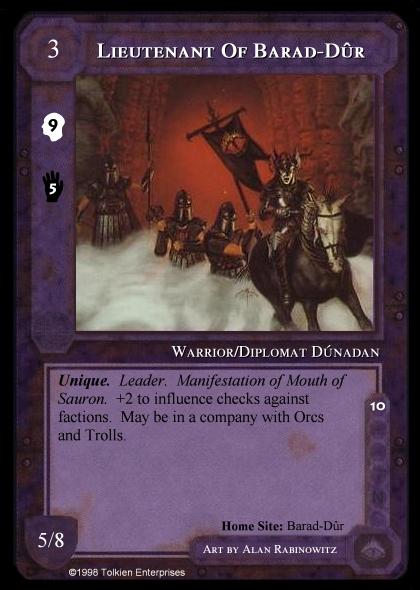 3
Lieutenant Of Barad-Dûr
9
5
Warrior/Diplomat Dúnadan
Unique. Leader. Manifestation of Mouth of
Sauron. +2 to influence checks against
factions. May be in a company with Orcs
and Trolls.
10
Home Site: Barad-Dûr
5/8
Art by Alan Rabinowitz
©1998 Tolkien Enterprises